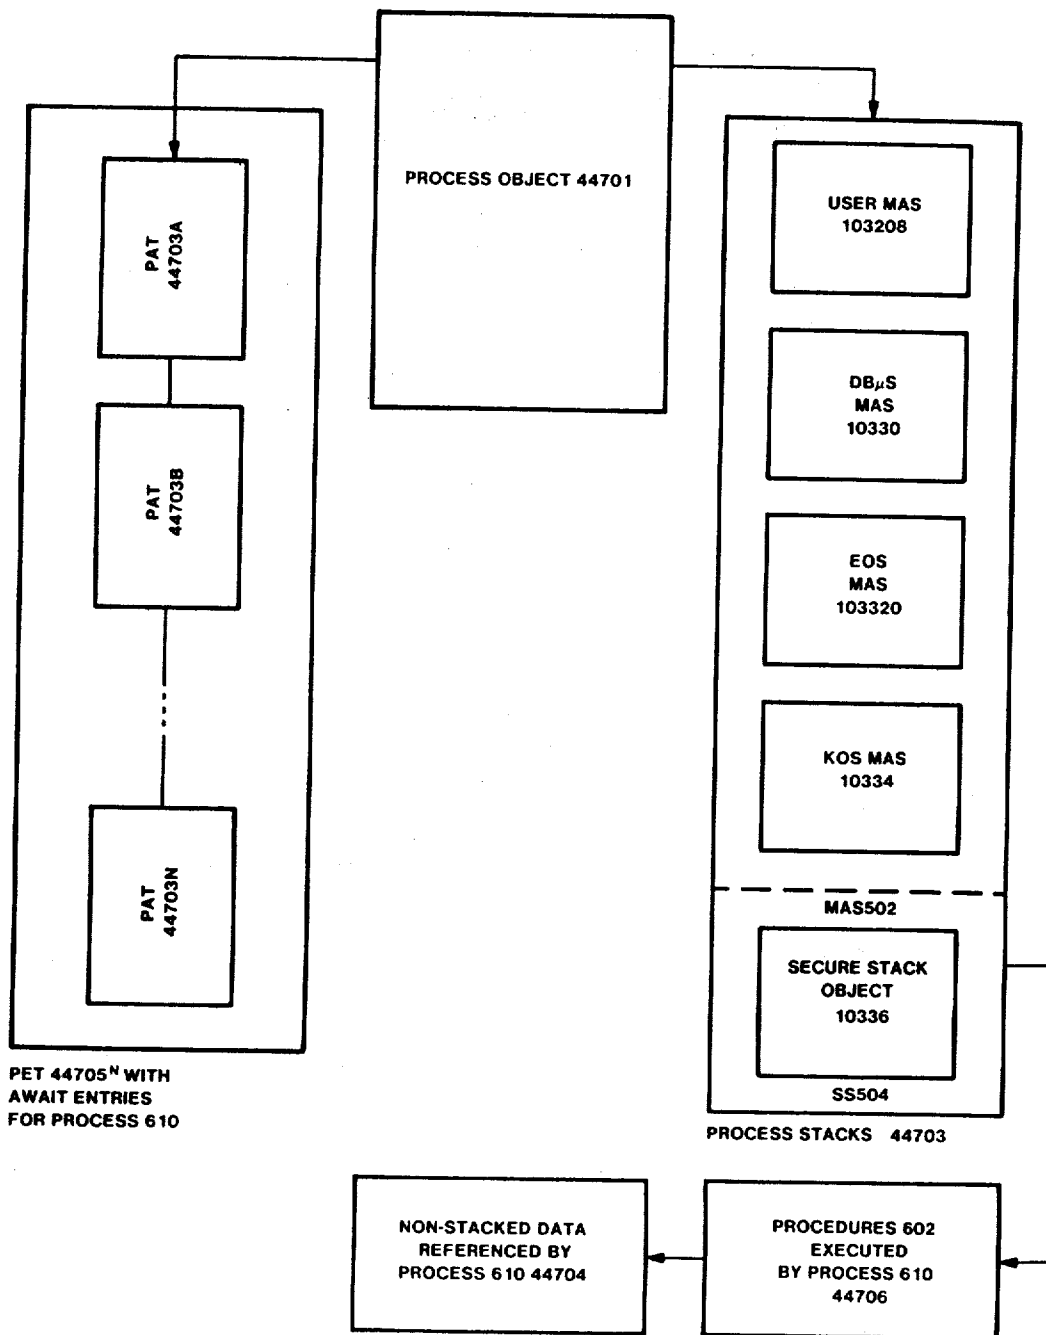 PROCESS OBJECT 44701
PAT
44703A
PAT
44703B
PAT
44703N
PET 44705ᴺ WITH
AWAIT ENTRIES
FOR PROCESS 610
USER MAS
103208
DBμS
MAS
10330
EOS
MAS
103320
KOS MAS
10334
MAS502
SECURE STACK
OBJECT
10336
SS504
PROCESS STACKS 44703
NON-STACKED DATA
REFERENCED BY
PROCESS 610 44704
PROCEDURES 602
EXECUTED
BY PROCESS 610
44706